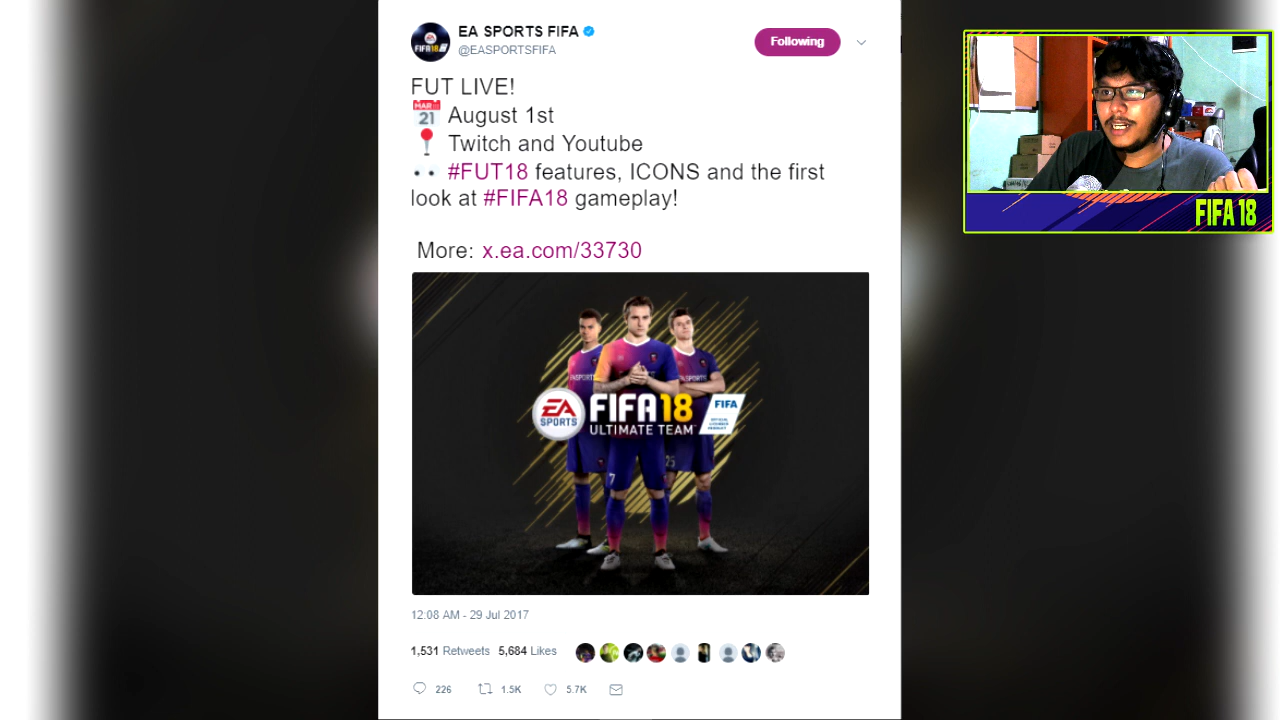 EA SPORTS FIFA
@EASPORTSFIFA
Following
FUT LIVE!
August 1st
Twitch and Youtube
#FUT18 features, ICONS and the first
look at #FIFA18 gameplay!
More: x.ea.com/33730
EA SPORTS
FIFA 18
ULTIMATE TEAM
FIFA
12:08 AM - 29 Jul 2017
1,531 Retweets 5,684 Likes
226 1.5K 5.7K
FIFA 18